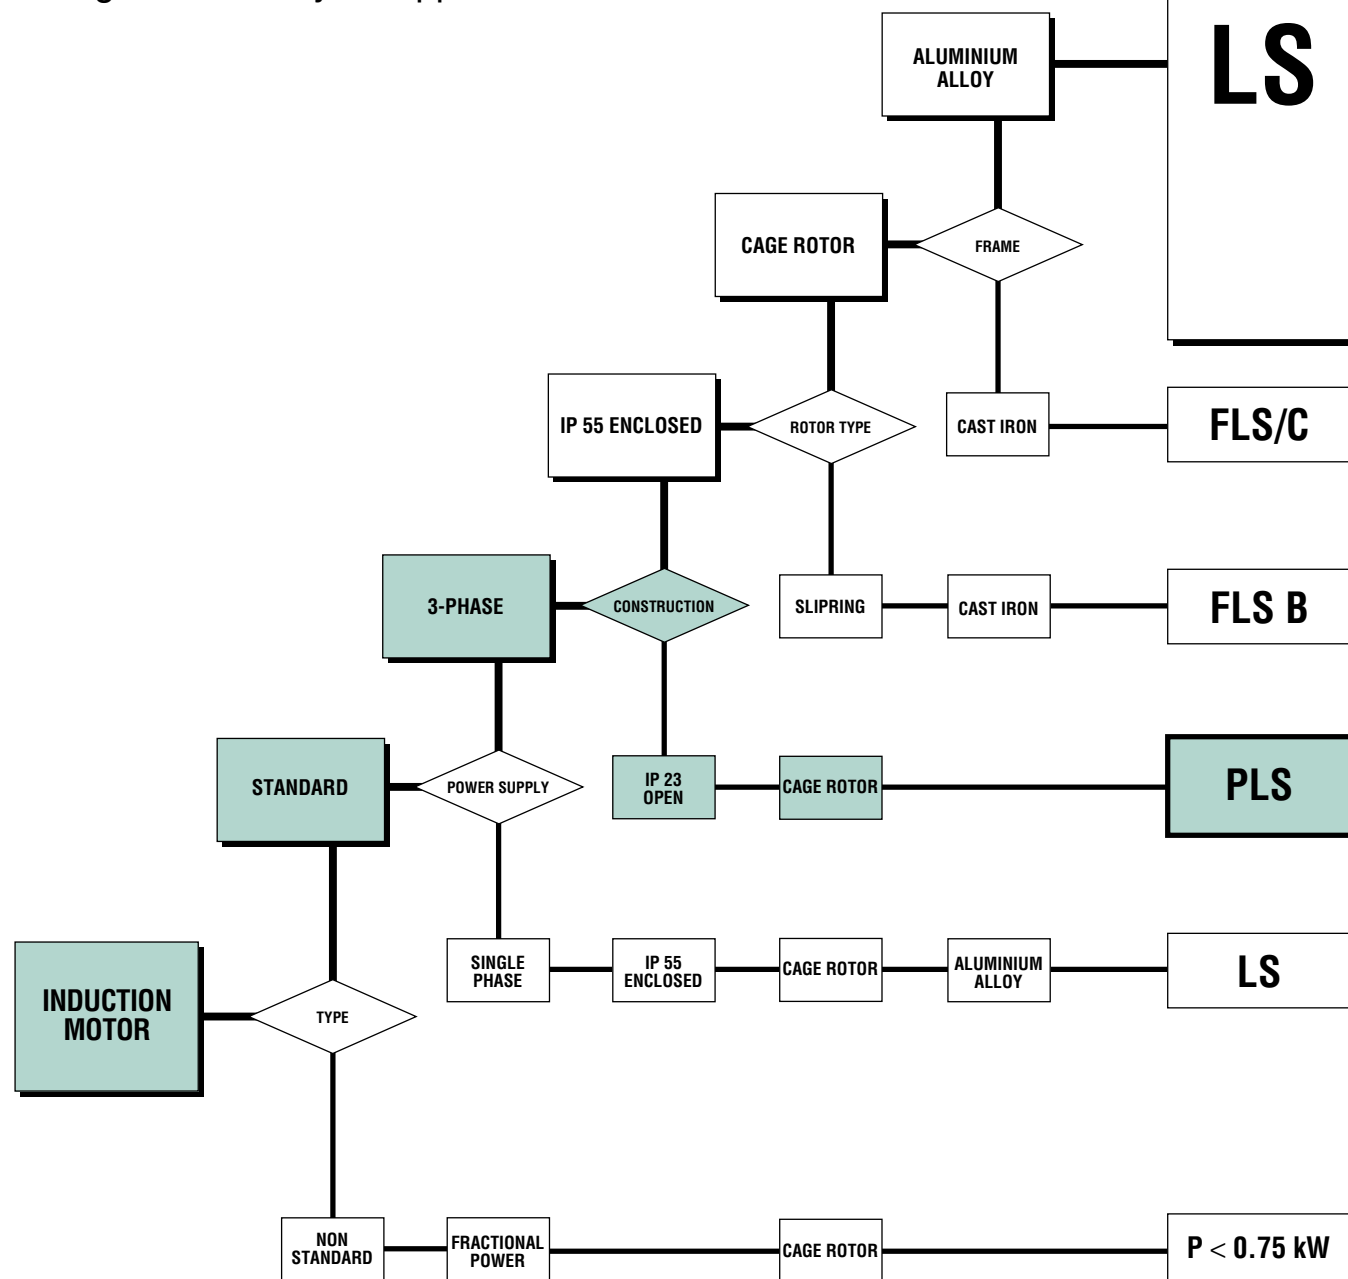 ALUMINIUM
ALLOY
LS
CAGE ROTOR
FRAME
IP 55 ENCLOSED
ROTOR TYPE
CAST IRON
FLS/C
3-PHASE
CONSTRUCTION
SLIPRING
CAST IRON
FLS B
STANDARD
POWER SUPPLY
IP 23
OPEN
CAGE ROTOR
PLS
INDUCTION
MOTOR
TYPE
SINGLE
PHASE
IP 55
ENCLOSED
CAGE ROTOR
ALUMINIUM
ALLOY
LS
NON
STANDARD
FRACTIONAL
POWER
CAGE ROTOR
P < 0.75 kW